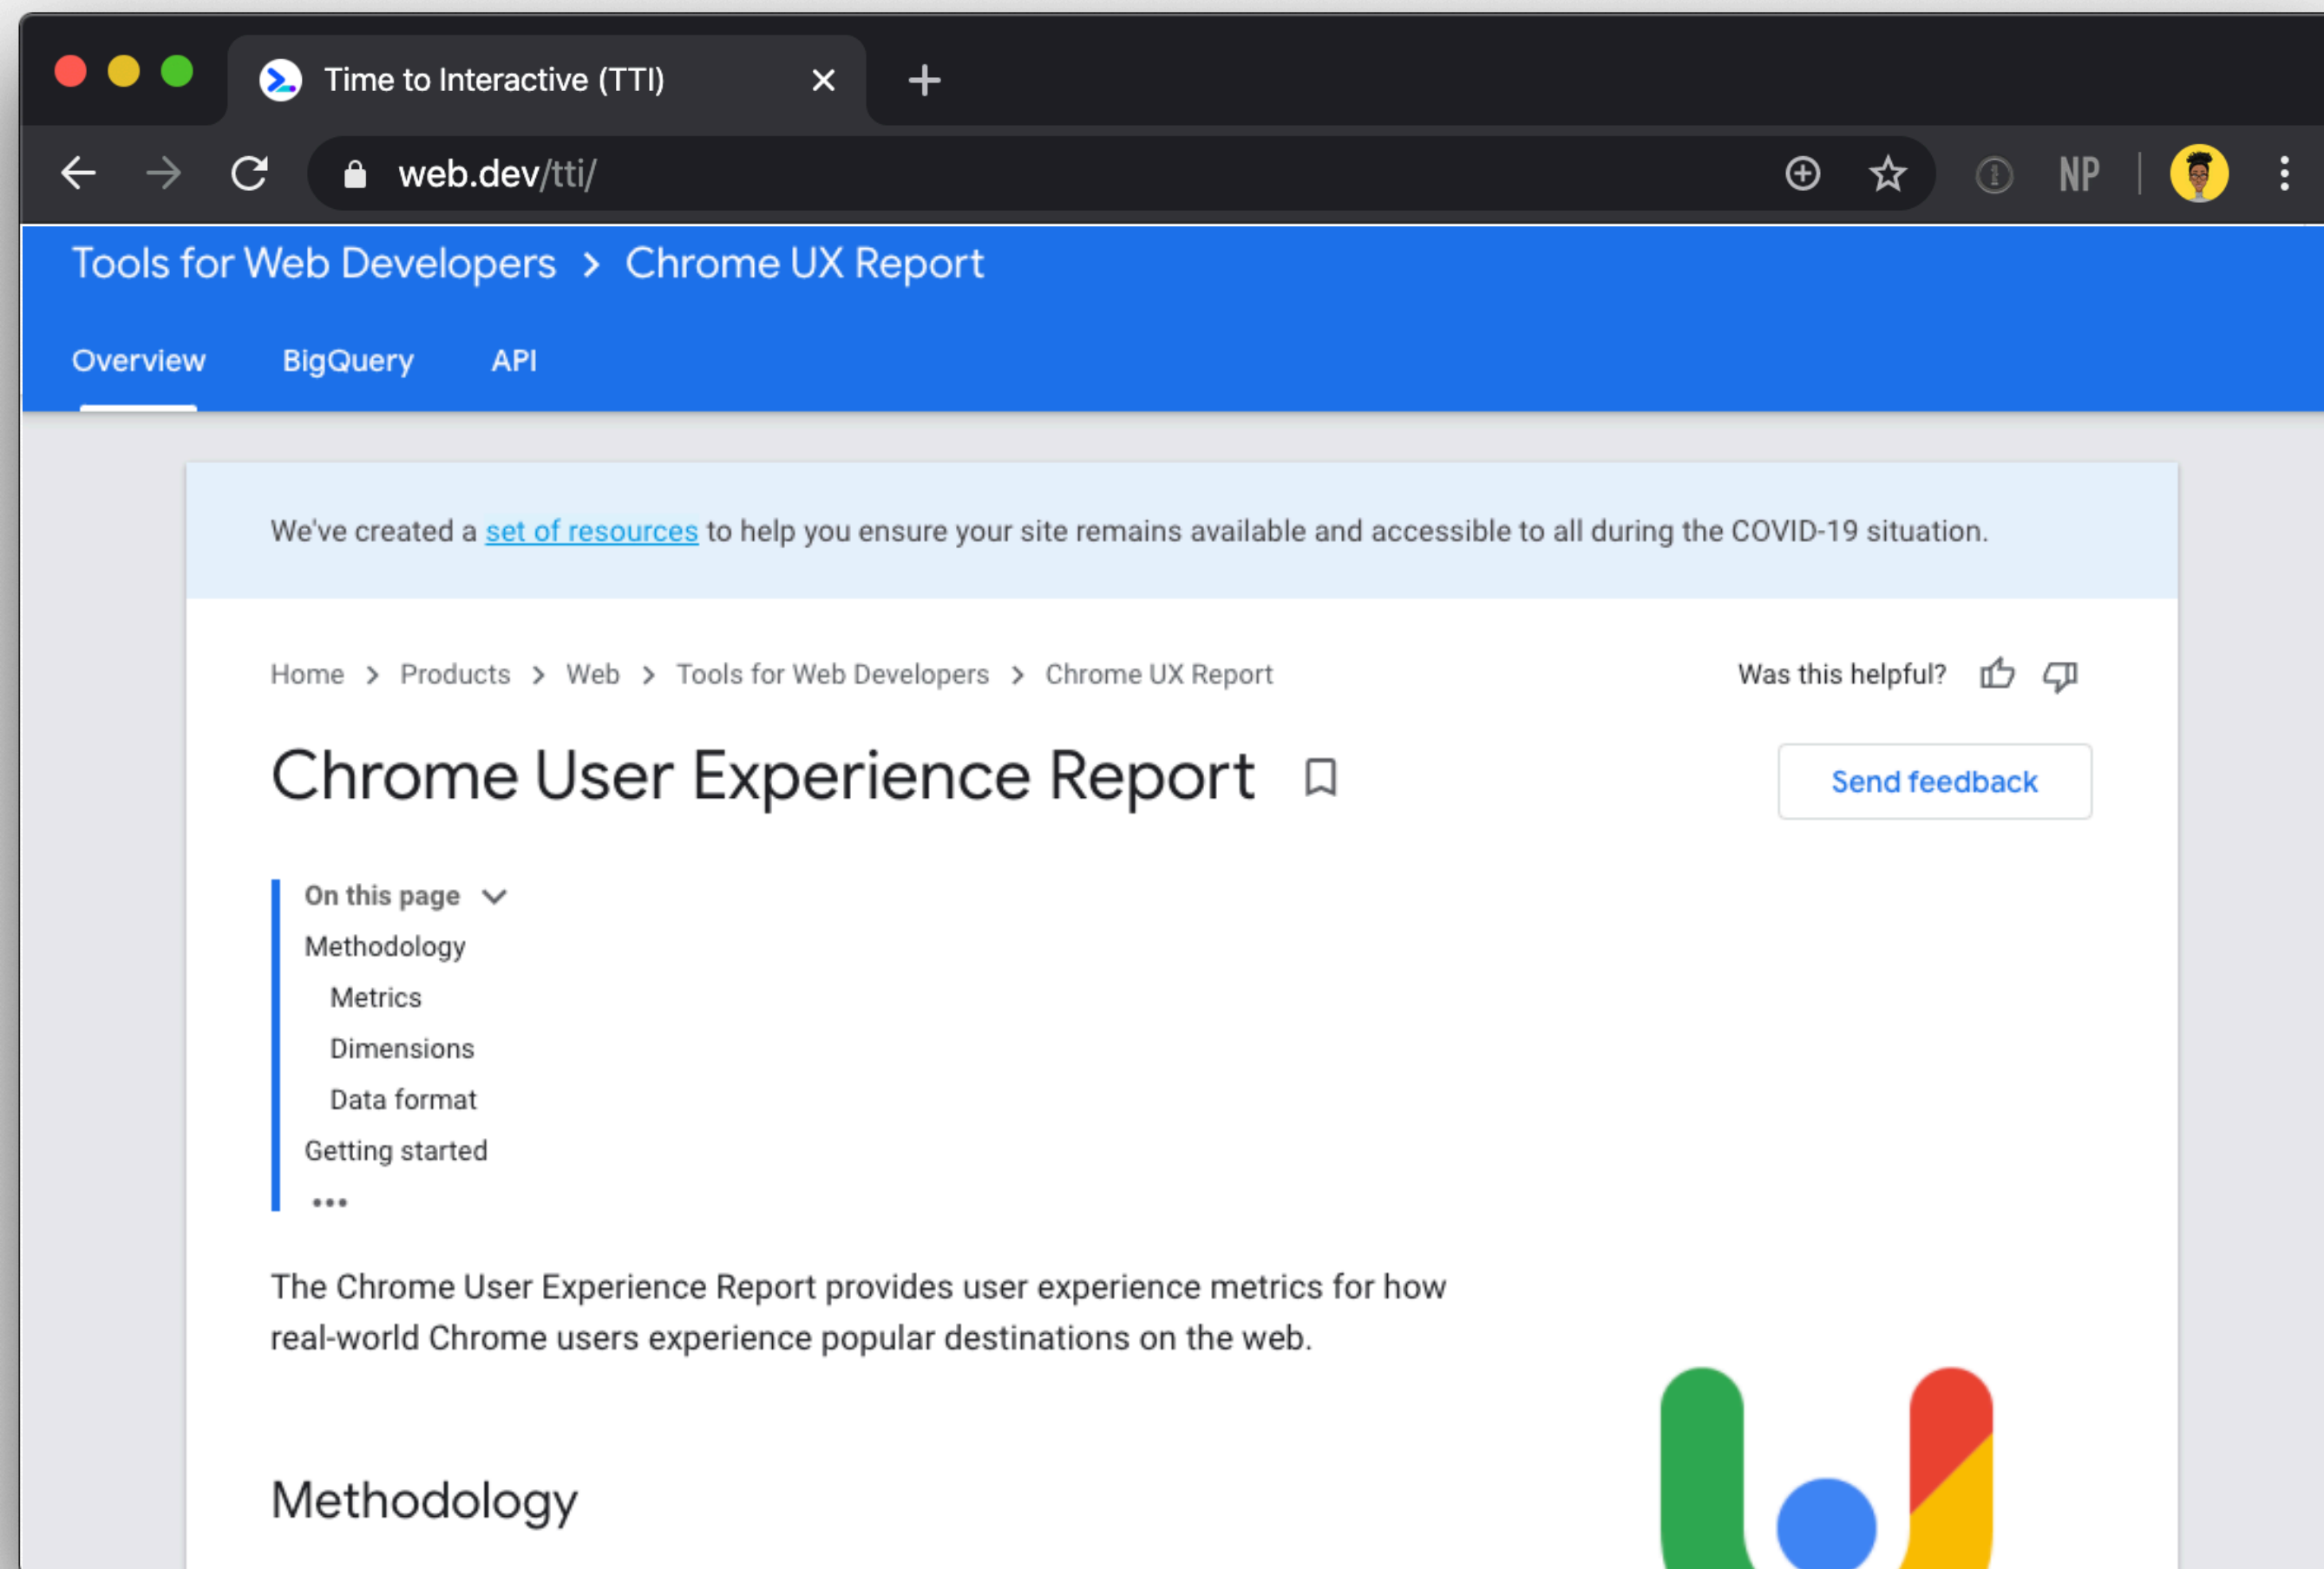 Time to Interactive (TTI)
web.dev/tti/
NP
Tools for Web Developers > Chrome UX Report
Overview BigQuery API
We've created a set of resources to help you ensure your site remains available and accessible to all during the COVID-19 situation.
Home > Products > Web > Tools for Web Developers > Chrome UX Report
Was this helpful?
Chrome User Experience Report
Send feedback
On this page
Methodology
Metrics
Dimensions
Data format
Getting started
•••
The Chrome User Experience Report provides user experience metrics for how
real-world Chrome users experience popular destinations on the web.
Methodology